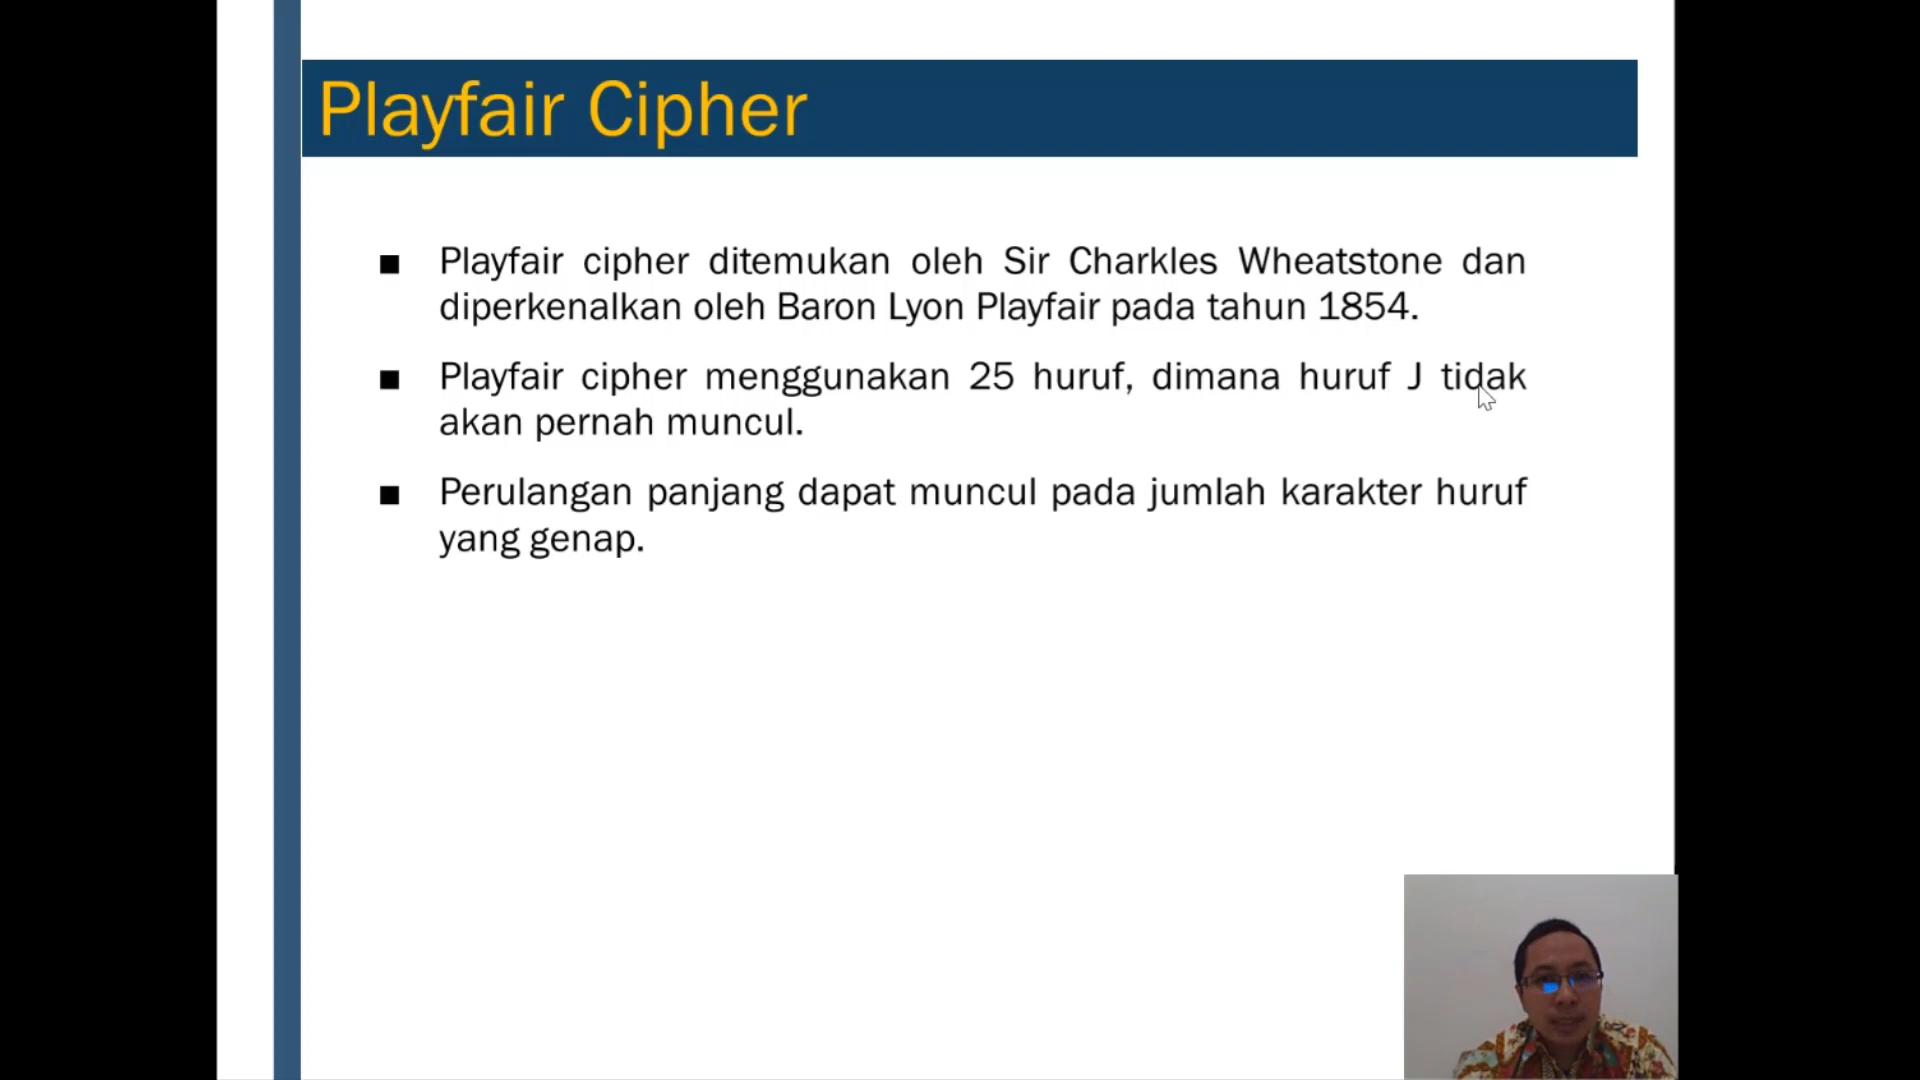 Playfair Cipher
■ Playfair cipher ditemukan oleh Sir Charkles Wheatstone dan
diperkenalkan oleh Baron Lyon Playfair pada tahun 1854.
■ Playfair cipher menggunakan 25 huruf, dimana huruf J tidak
akan pernah muncul.
■ Perulangan panjang dapat muncul pada jumlah karakter huruf
yang genap.